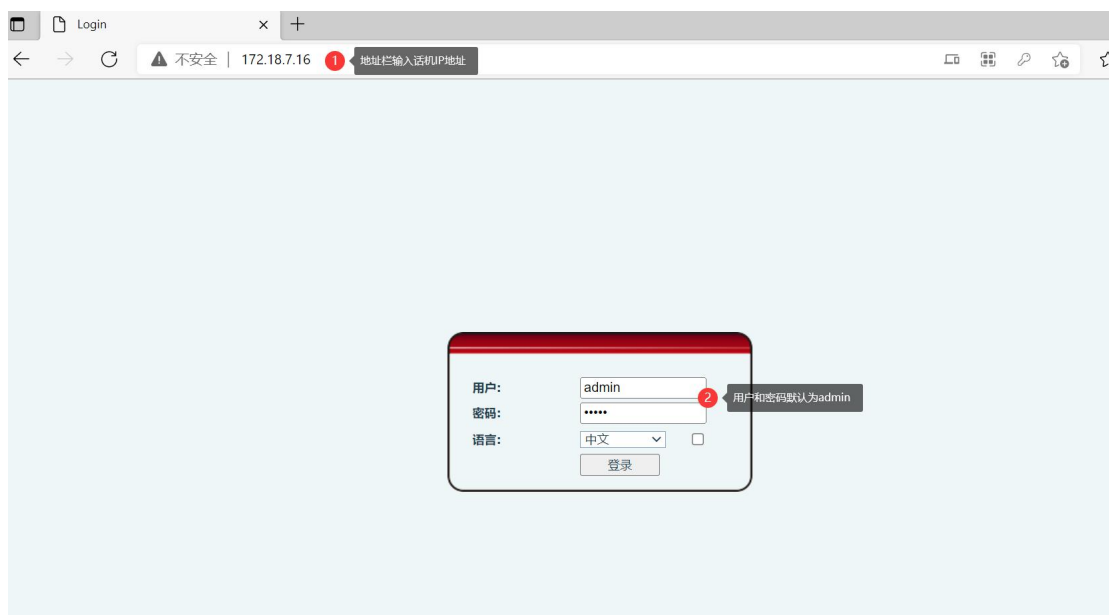 Login
不安全 | 172.18.7.16
1 地址栏输入话机IP地址
用户: admin
2 用户和密码默认为admin
密码: •••••
语言: 中文
登录